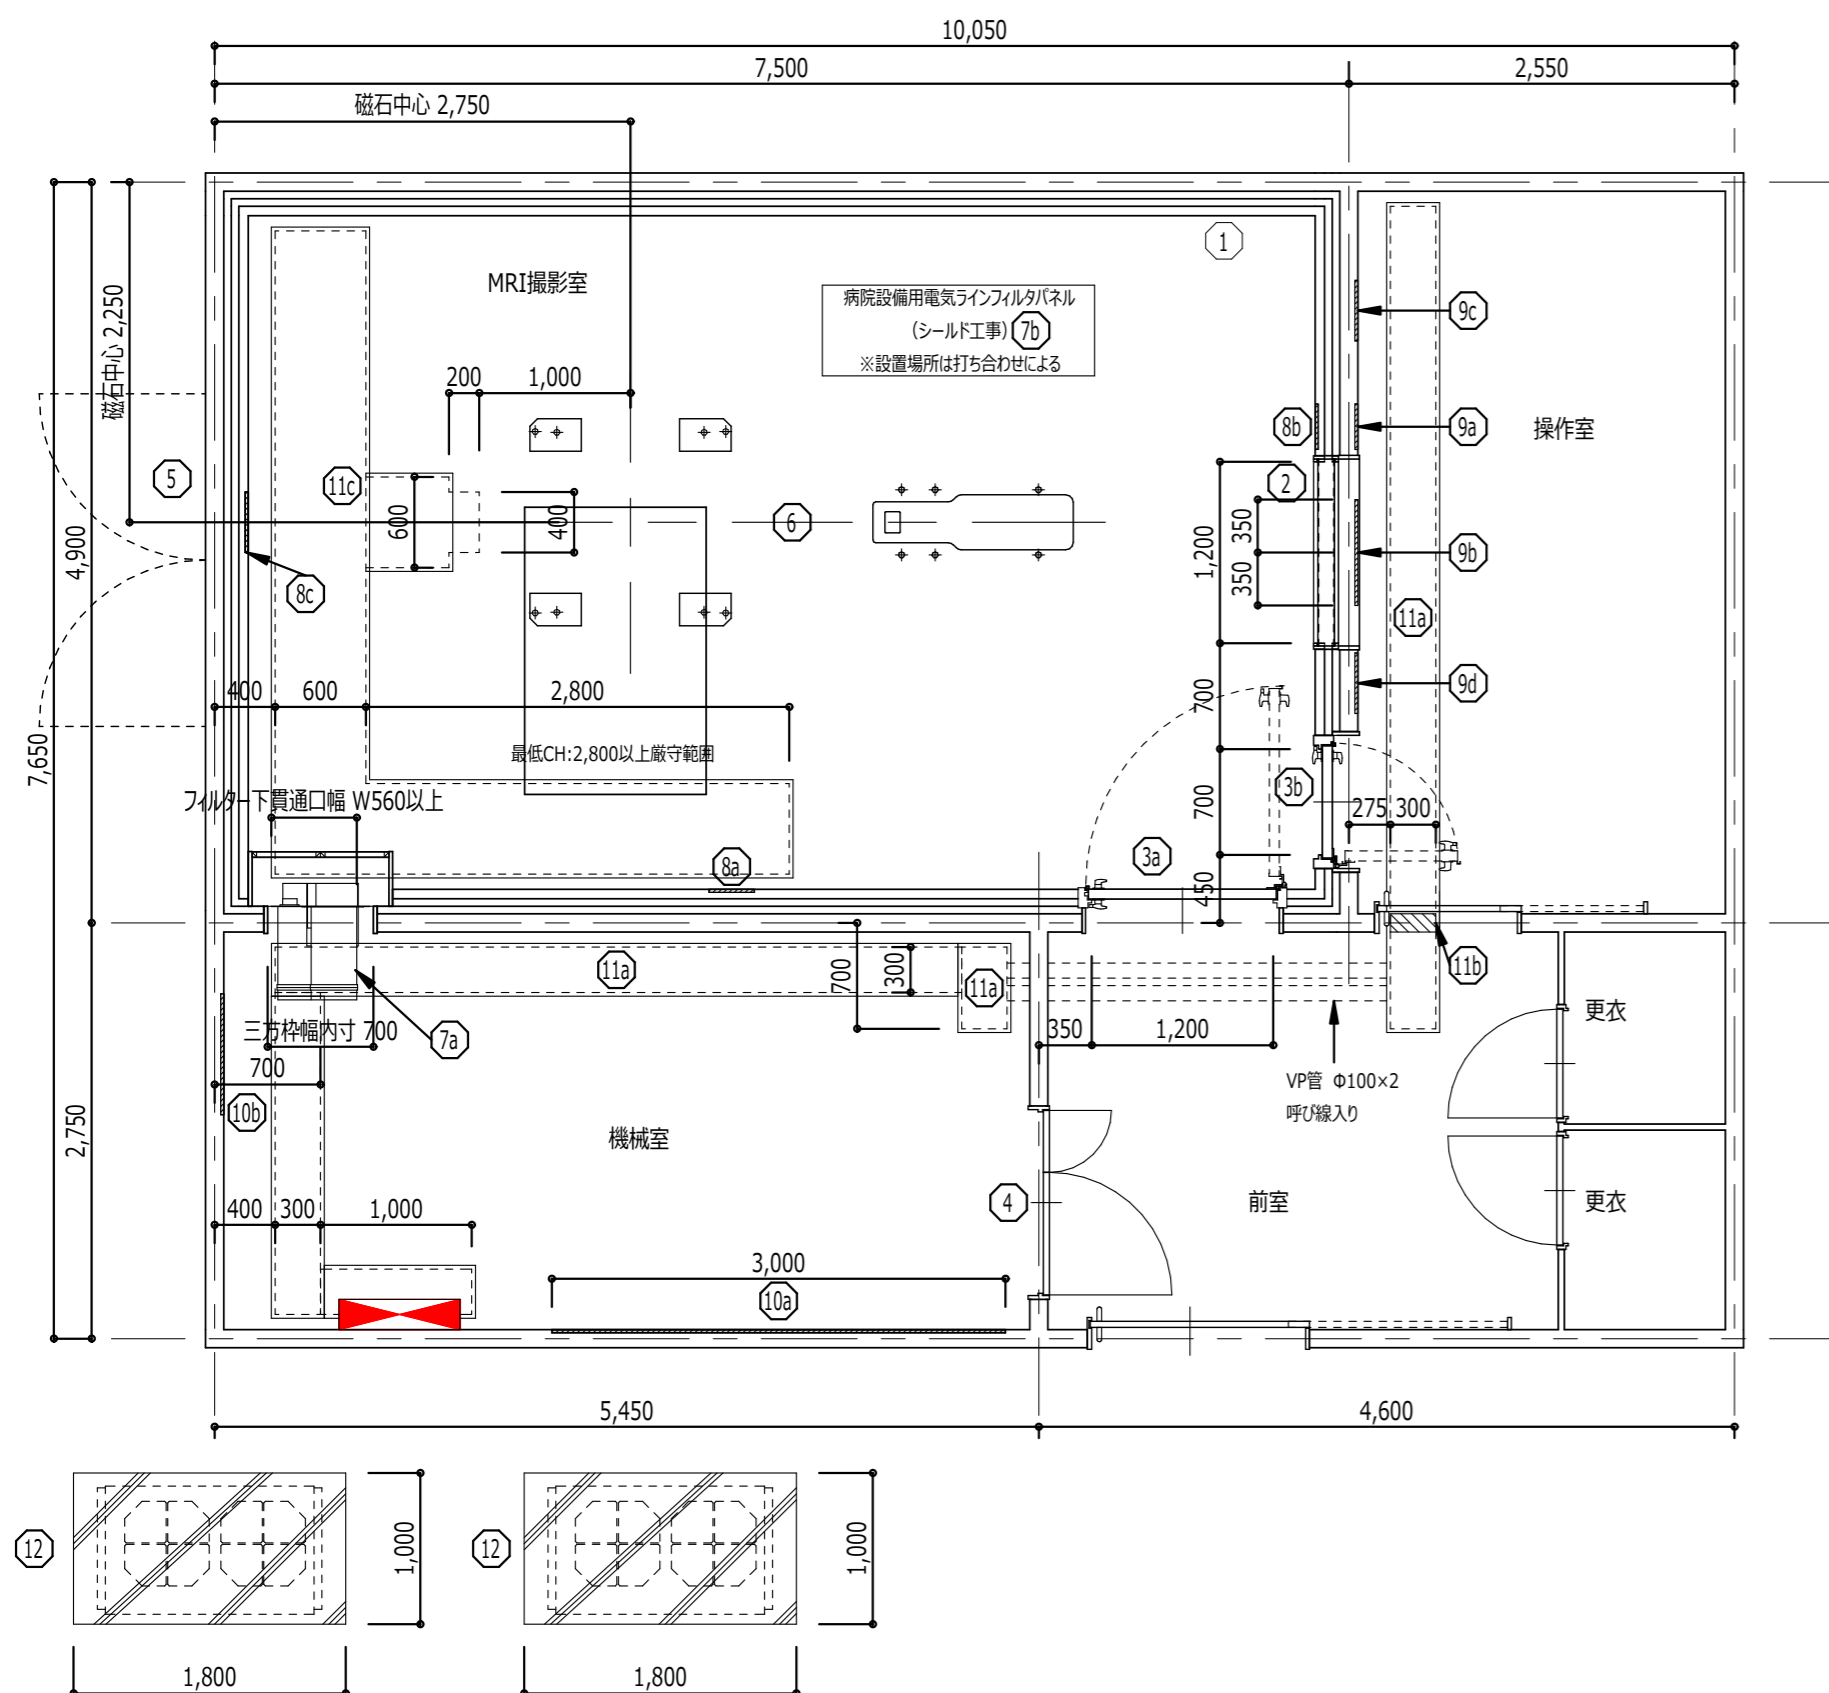 10,050
7,500
2,550
磁石中心 2,750
磁石中心 2,250
4,900
7,650
2,750
1
MRI撮影室
病院設備用電気ラインフィルタパネル
(シールド工事) 7b
※設置場所は打ち合わせによる
9c
200
1,000
8b
9a
操作室
5
11c
2
600
400
6
350
1,200
350
9b
8c
11a
400
600
2,800
700
9d
最低CH:2,800以上厳守範囲
フィルター下貫通口幅 W560以上
3b
700
275
300
3a
8a
450
11a
700
300
11a
11b
三方枠幅内寸 700
7a
350
1,200
更衣
700
VP管 Φ100×2
呼び線入り
10b
機械室
400
300
1,000
4
前室
更衣
3,000
10a
5,450
4,600
12
1,000
12
1,000
1,800
1,800